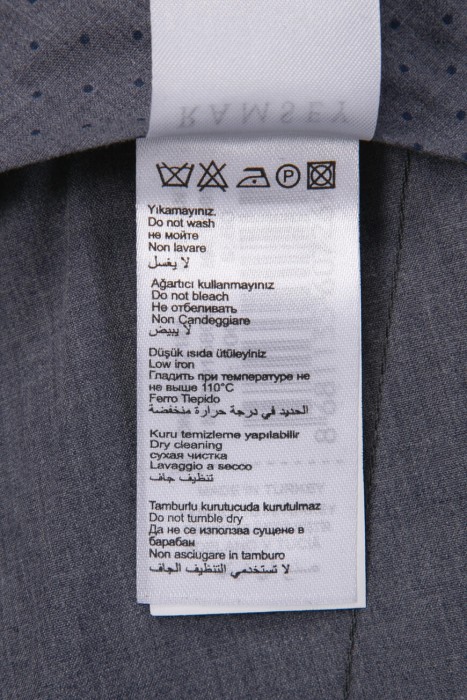 RAMSEY
Yıkamayınız.
Do not wash
не мойте
Non lavare
لا يغسل
Ağartıcı kullanmayınız
Do not bleach
Не отбеливать
Non Candeggiare
لا يبيض
Düşük ısıda ütüleyiniz
Low iron
Гладить при температуре не
не выше 110°C
Ferro Tiepido
الحديد في درجة حرارة منخفضة
Kuru temizleme yapılabilir
Dry cleaning
сухая чистка
Lavaggio a secco
تنظيف جاف
Tamburlu kurutucuda kurutulmaz
Do not tumble dry
Да не се използва сушене в
барабан
Non asciugare in tamburo
لا تستخدمي التنظيف الجاف
MADE IN TURKEY